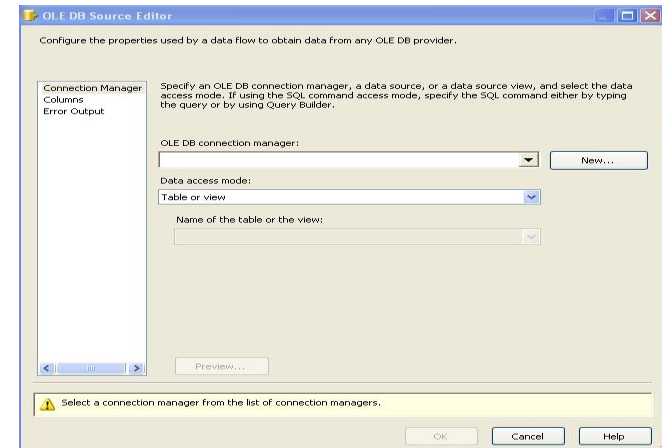 OLE DB Source Editor
Configure the properties used by a data flow to obtain data from any OLE DB provider.
Connection Manager
Columns
Error Output
Specify an OLE DB connection manager, a data source, or a data source view, and select the data
access mode. If using the SQL command access mode, specify the SQL command either by typing
the query or by using Query Builder.
OLE DB connection manager:
New...
Data access mode:
Table or view
Name of the table or the view:
Preview...
Select a connection manager from the list of connection managers.
OK
Cancel
Help